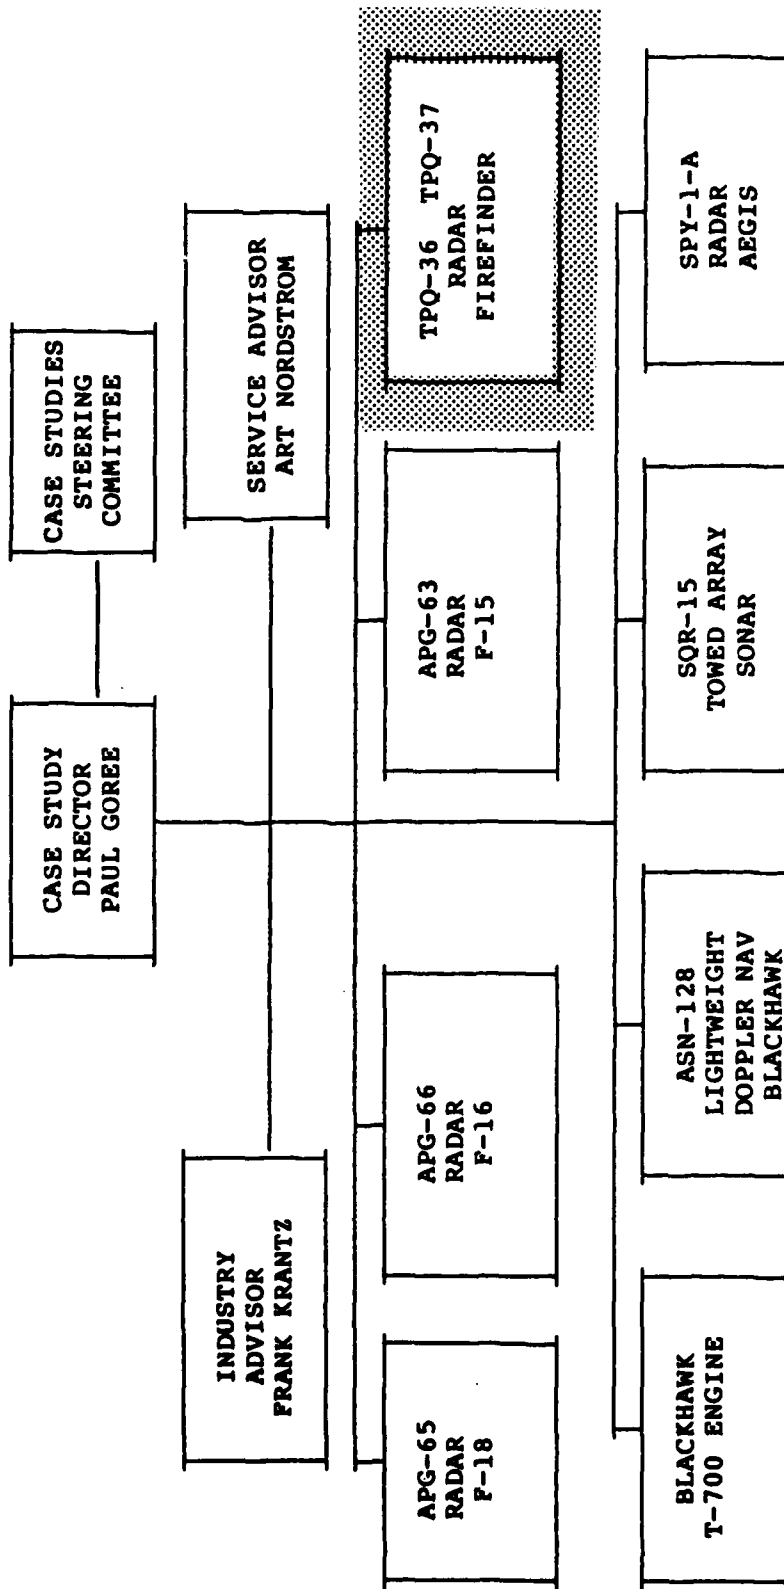 CASE STUDY
DIRECTOR
PAUL GOREE
CASE STUDIES
STEERING
COMMITTEE
INDUSTRY
ADVISOR
FRANK KRANTZ
SERVICE ADVISOR
ART NORDSTROM
APG-65
RADAR
F-18
APG-66
RADAR
F-16
APG-63
RADAR
F-15
TPQ-36 TPQ-37
RADAR
FIREFINDER
BLACKHAWK
T-700 ENGINE
ASN-128
LIGHTWEIGHT
DOPPLER NAV
BLACKHAWK
SQR-15
TOWED ARRAY
SONAR
SPY-1-A
RADAR
AEGIS